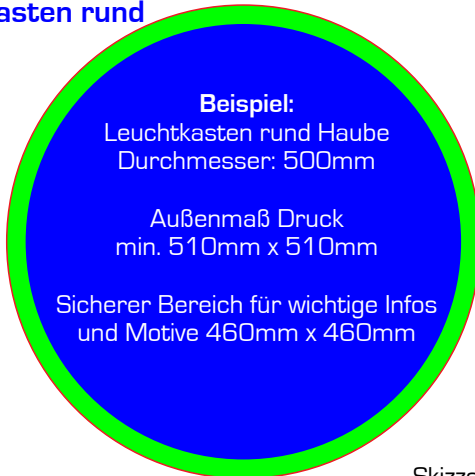 asten rund
Beispiel:
Leuchtkasten rund Haube
Durchmesser: 500mm
Außenmaß Druck
min. 510mm x 510mm
Sicherer Bereich für wichtige Infos
und Motive 460mm x 460mm
Skizze